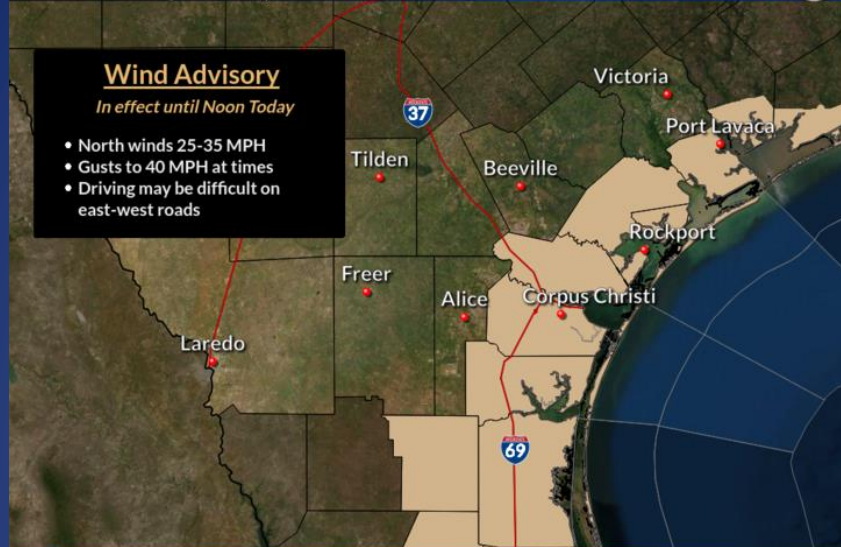 Wind Advisory
In effect until Noon Today
• North winds 25-35 MPH
• Gusts to 40 MPH at times
• Driving may be difficult on
east-west roads
37
Victoria
Port Lavaca
Tilden
Beeville
Rockport
Freer
Alice
Corpus Christi
Laredo
69